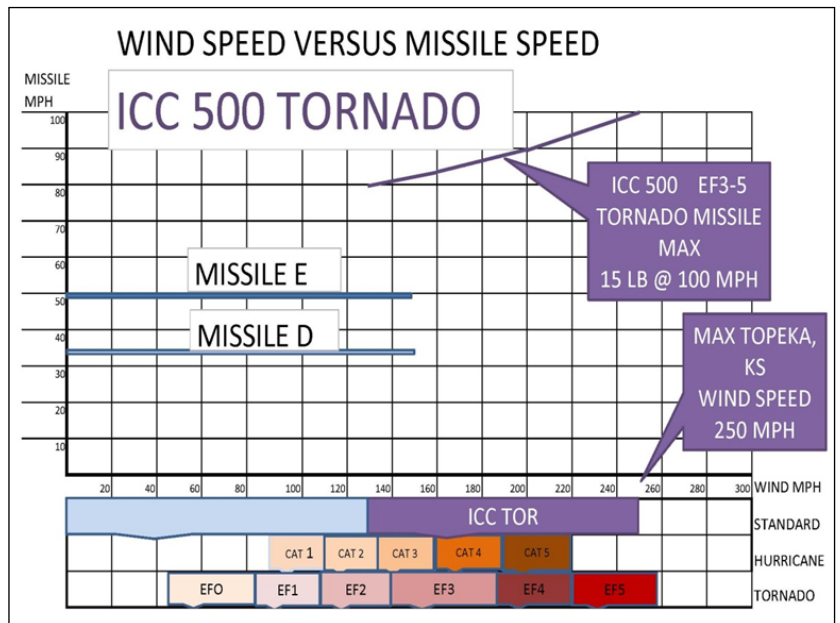 WIND SPEED VERSUS MISSILE SPEED
MISSILE
MPH
ICC 500 TORNADO
100
90
80
70
60
50
40
30
20
10
ICC 500 EF3-5
TORNADO MISSILE
MAX
15 LB @ 100 MPH
MISSILE E
MISSILE D
MAX TOPEKA,
KS
WIND SPEED
250 MPH
20 40 60 80 100 120 140 160 180 200 220 240 260 280 300 WIND MPH
ICC TOR STANDARD
CAT 1 CAT 2 CAT 3 CAT 4 CAT 5 HURRICANE
EF0 EF1 EF2 EF3 EF4 EF5 TORNADO